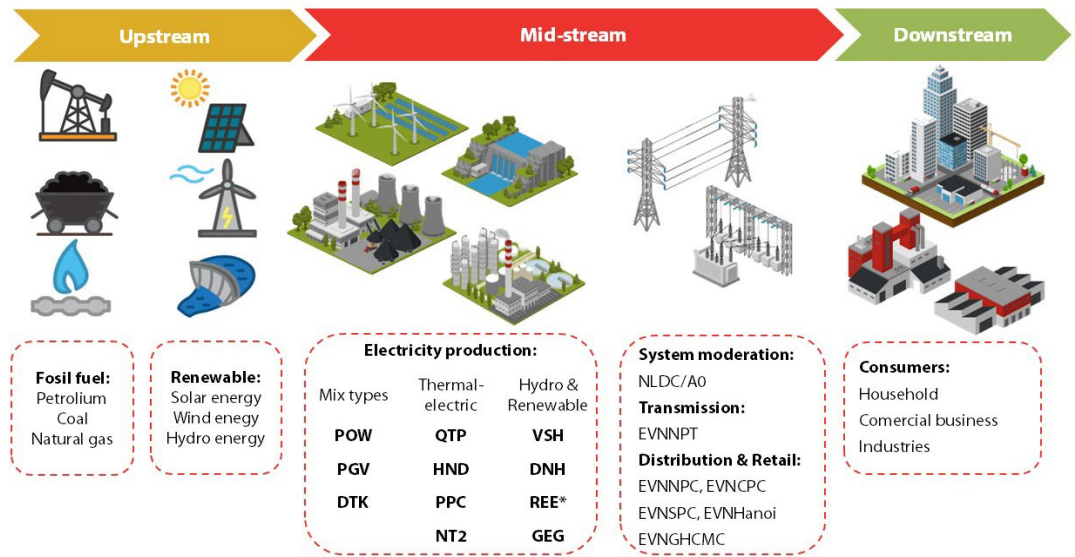 Upstream
Mid-stream
Downstream
Fosil fuel:
Petrolium
Coal
Natural gas
Renewable:
Solar energy
Wind enegy
Hydro energy
Electricity production:
Mix types
POW
PGV
DTK
Thermal-
electric
QTP
HND
PPC
NT2
Hydro &
Renewable
VSH
DNH
REE*
GEG
System moderation:
NLDC/A0
Transmission:
EVNNPT
Distribution & Retail:
EVNNPC, EVNCPC
EVNSPC, EVNHanoi
EVNGHCMC
Consumers:
Household
Comercial business
Industries